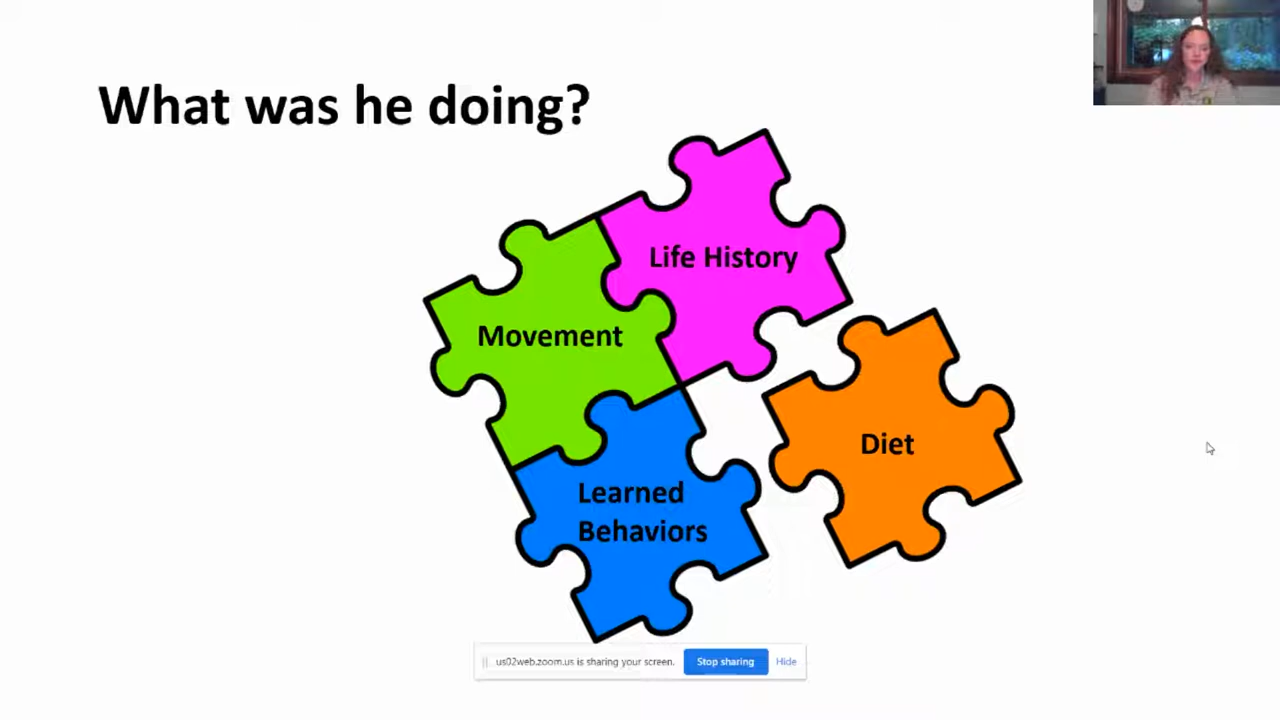 What was he doing?
Life History
Movement
Diet
Learned
Behaviors
us02web.zoom.us is sharing your screen.
Stop sharing
Hide